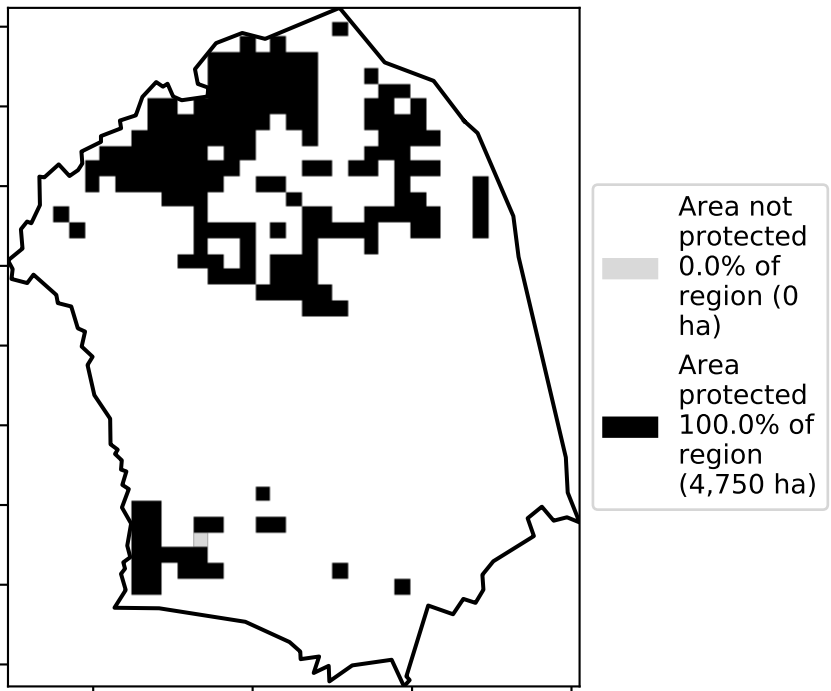 Area not
protected
0.0% of
region (0
ha)
Area
protected
100.0% of
region
(4,750 ha)